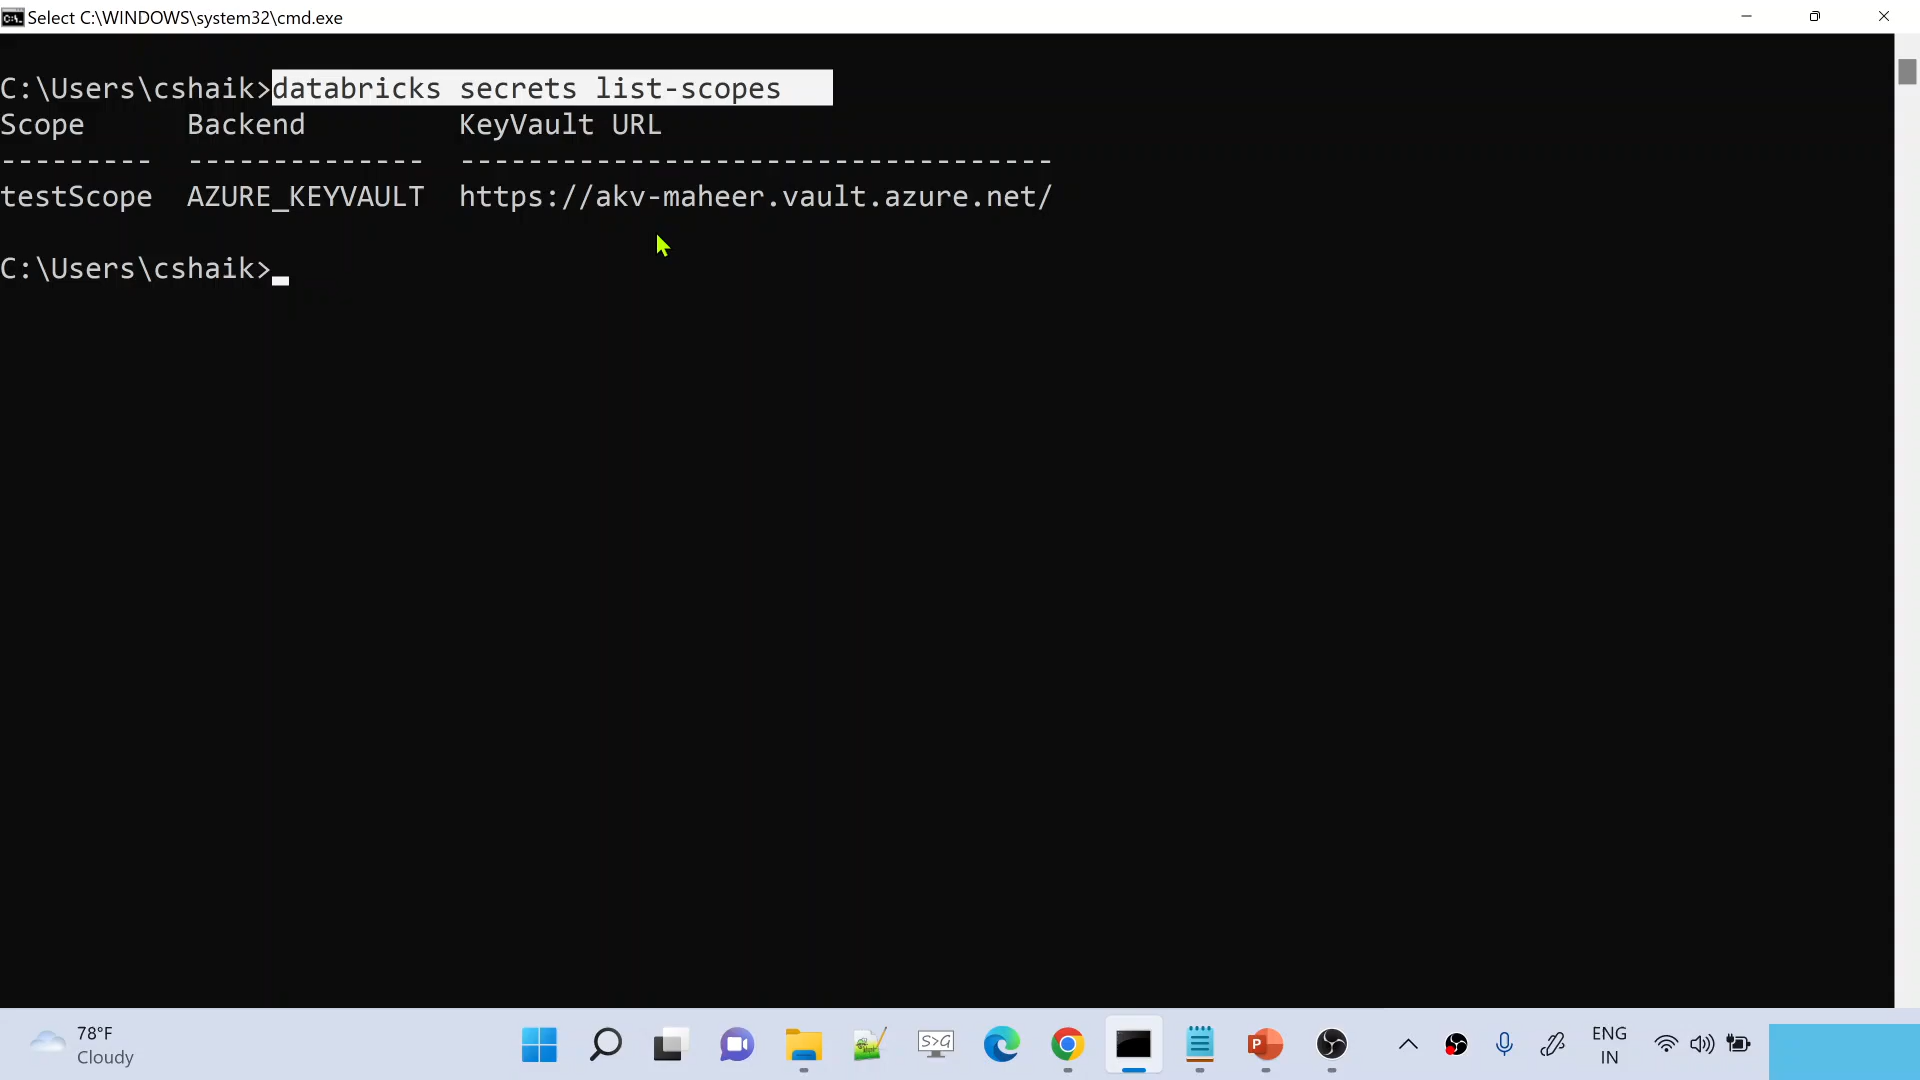 Select C:\WINDOWS\system32\cmd.exe
C:\Users\cshaik>databricks secrets list-scopes
Scope      Backend         KeyVault URL
---------  --------------  -----------------------------------
testScope  AZURE_KEYVAULT  https://akv-maheer.vault.azure.net/
C:\Users\cshaik>_
78°F
Cloudy
S>G
ENG
IN